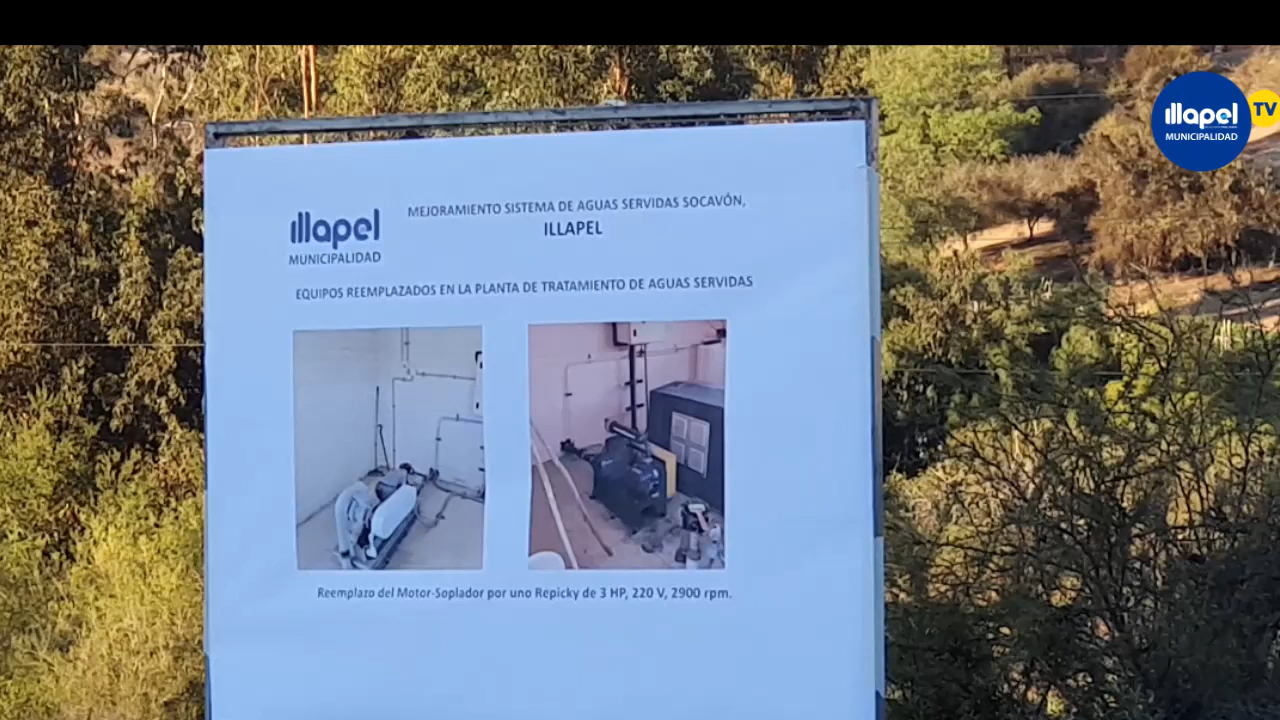 illapel
MUNICIPALIDAD
TV
illapel
MUNICIPALIDAD
MEJORAMIENTO SISTEMA DE AGUAS SERVIDAS SOCAVÓN,
ILLAPEL
EQUIPOS REEMPLAZADOS EN LA PLANTA DE TRATAMIENTO DE AGUAS SERVIDAS
Reemplazo del Motor-Soplador por uno Repicky de 3 HP, 220 V, 2900 rpm.